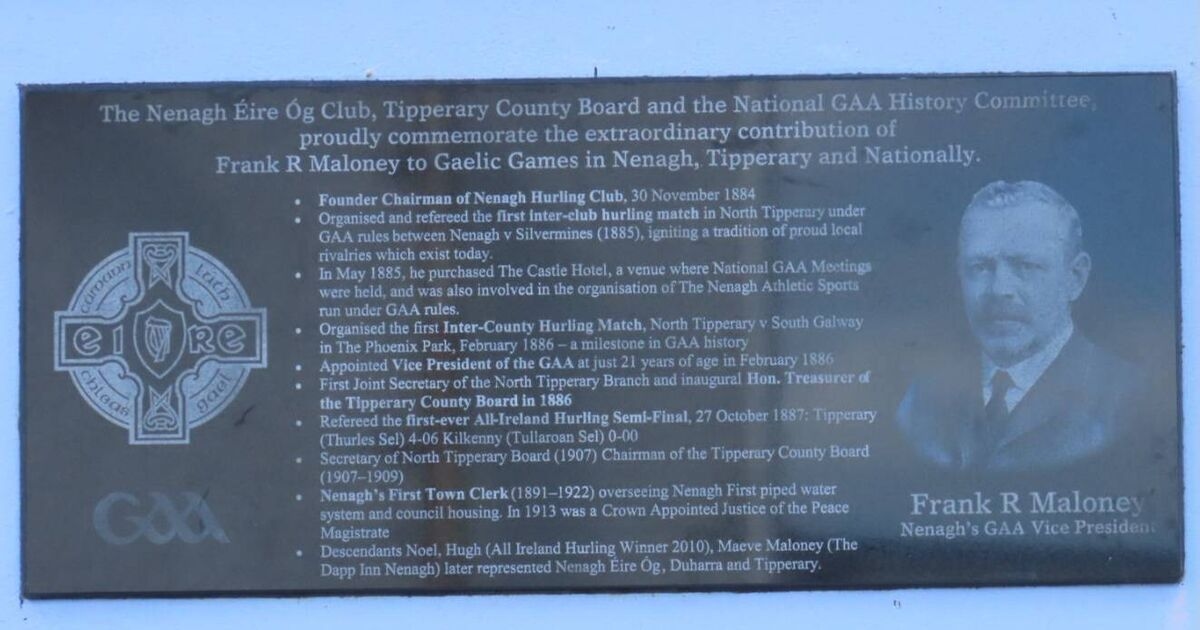 The Nenagh Éire Óg Club, Tipperary County Board and the National GAA History Committee,
proudly commemorate the extraordinary contribution of
Frank R Maloney to Gaelic Games in Nenagh, Tipperary and Nationally.
• Founder Chairman of Nenagh Hurling Club, 30 November 1884
• Organised and refereed the first inter-club hurling match in North Tipperary under
GAA rules between Nenagh v Silvermines (1885), igniting a tradition of proud local
rivalries which exist today.
• In May 1885, he purchased The Castle Hotel, a venue where National GAA Meetings
were held, and was also involved in the organisation of The Nenagh Athletic Sports
run under GAA rules.
• Organised the first Inter-County Hurling Match, North Tipperary v South Galway
in The Phoenix Park, February 1886 – a milestone in GAA history
• Appointed Vice President of the GAA at just 21 years of age in February 1886
• First Joint Secretary of the North Tipperary Branch and inaugural Hon. Treasurer of
the Tipperary County Board in 1886
• Refereed the first-ever All-Ireland Hurling Semi-Final, 27 October 1887: Tipperary
(Thurles Sel) 4-06 Kilkenny (Tullaroan Sel) 0-00
• Secretary of North Tipperary Board (1907) Chairman of the Tipperary County Board
(1907–1909)
• Nenagh's First Town Clerk (1891–1922) overseeing Nenagh First piped water
system and council housing. In 1913 was a Crown Appointed Justice of the Peace
Magistrate
• Descendants Noel, Hugh (All Ireland Hurling Winner 2010), Maeve Maloney (The
Dapp Inn Nenagh) later represented Nenagh Éire Óg, Duharra and Tipperary.
Cumann Lúth
eiRe
chleas gael
GAA
Frank R Maloney
Nenagh's GAA Vice President